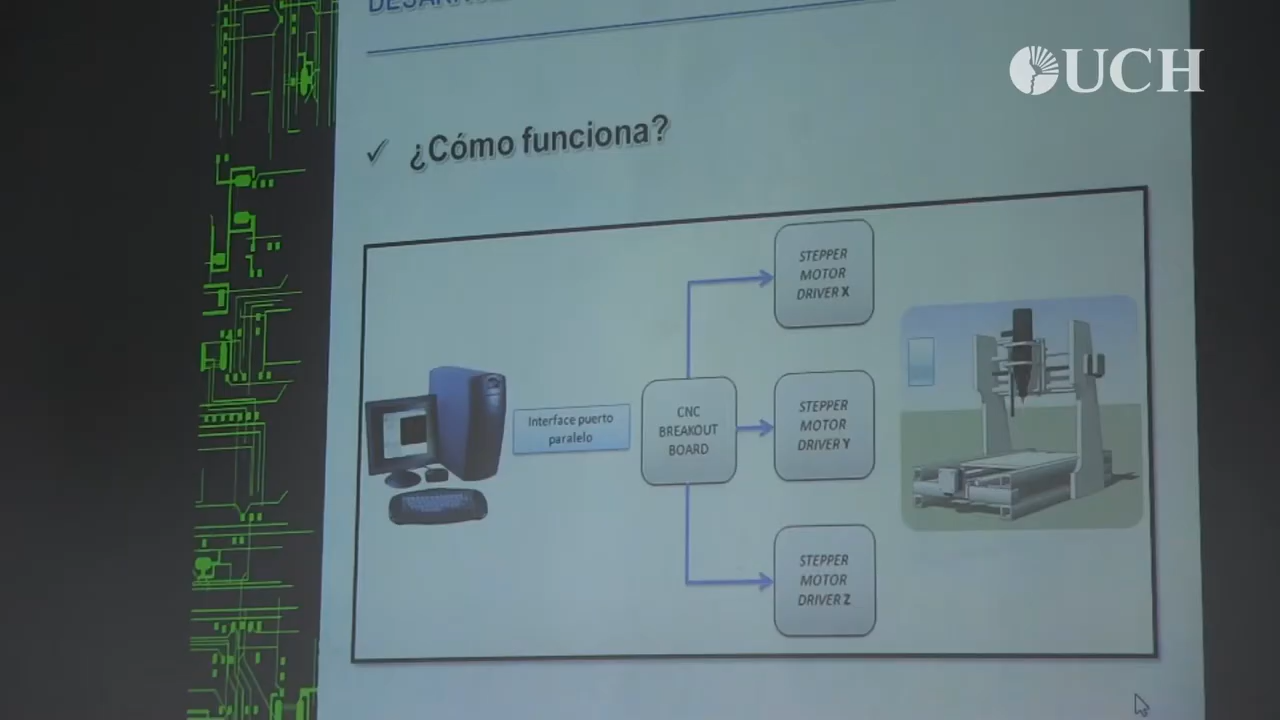 UCH
¿Cómo funciona?
STEPPER
MOTOR
DRIVER X
Interface puerto
paralelo
CNC
BREAKOUT
BOARD
STEPPER
MOTOR
DRIVER Y
STEPPER
MOTOR
DRIVER Z